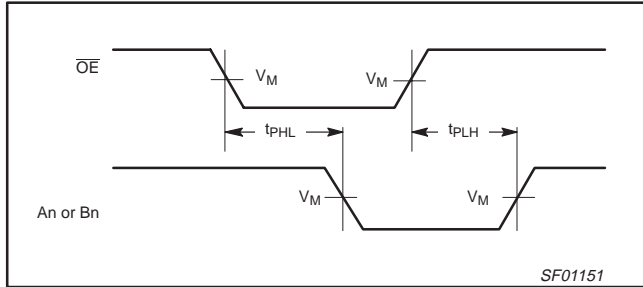 OE
VM VM
tPHL tPLH
VM VM
An or Bn
SF01151